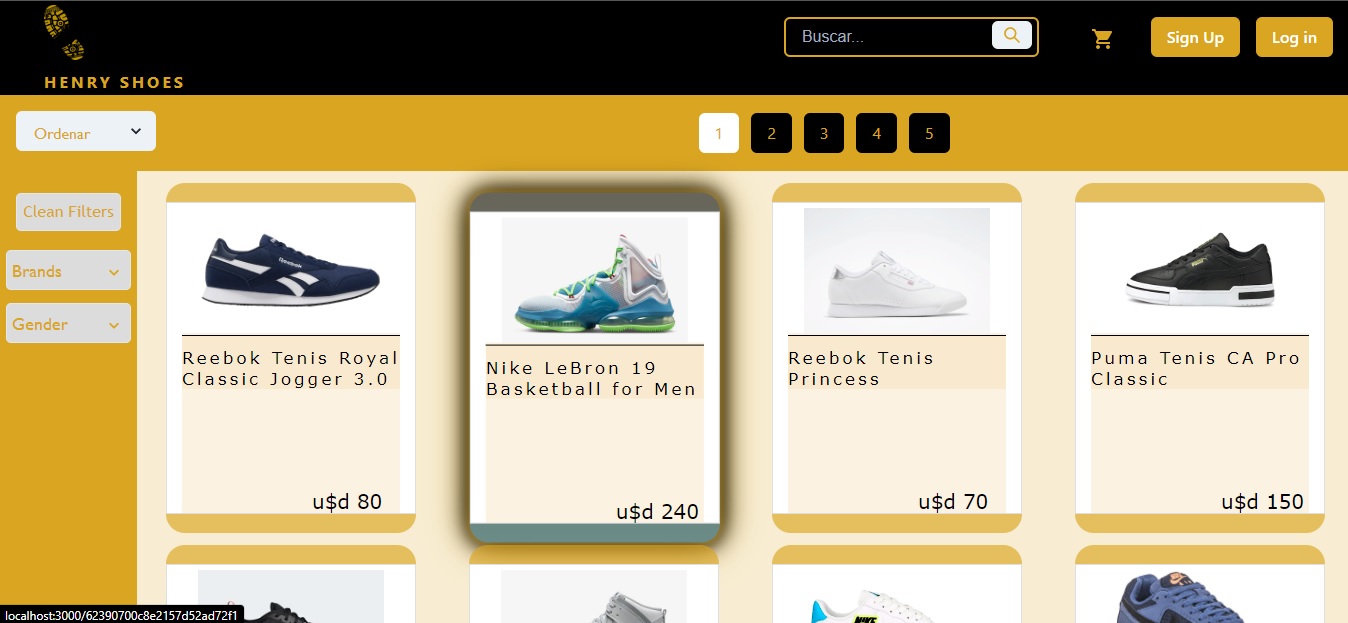 HENRY SHOES
Buscar...
Sign Up
Log in
Ordenar
1 2 3 4 5
Clean Filters
Brands
Gender
Reebok
Reebok Tenis Royal
Classic Jogger 3.0
u$d 80
Nike LeBron 19
Basketball for Men
u$d 240
Reebok Tenis
Princess
u$d 70
Puma Tenis CA Pro
Classic
u$d 150
NIKE
localhost:3000/62390700c8e2157d52ad72f1